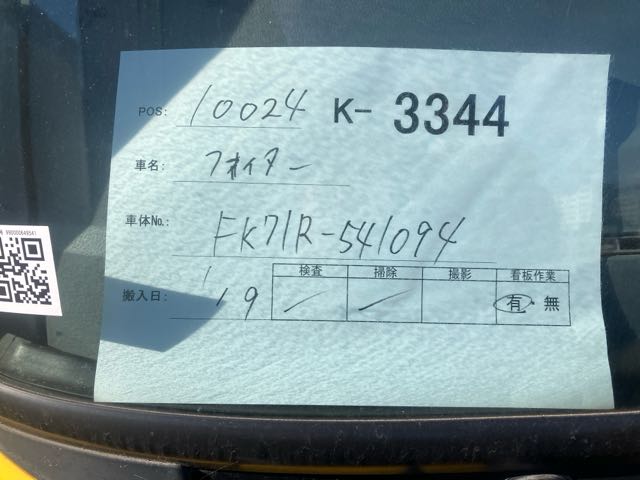 POS: 10024 K-3344
車名: フォイター
車体No.: FK71R-541094
検査 掃除 撮影 看板作業
搬入日: 19 有・無